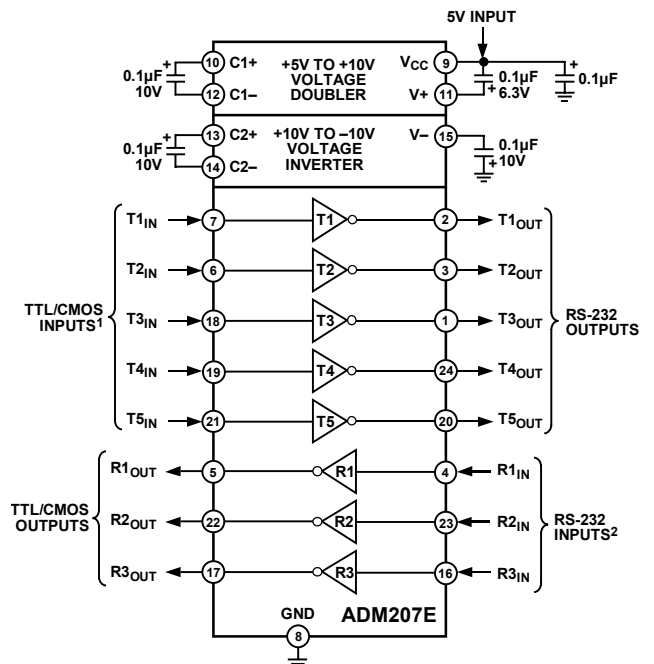 5V INPUT
0.1µF
10V
10
C1+
12
C1–
+5V TO +10V
VOLTAGE
DOUBLER
VCC
9
V+
11
0.1µF
6.3V
0.1µF
0.1µF
10V
13
C2+
14
C2–
+10V TO –10V
VOLTAGE
INVERTER
V–
15
0.1µF
10V
TTL/CMOS
INPUTS1
T1IN 7 T1 2 T1OUT
T2IN 6 T2 3 T2OUT
T3IN 18 T3 1 T3OUT
T4IN 19 T4 24 T4OUT
T5IN 21 T5 20 T5OUT
RS-232
OUTPUTS
TTL/CMOS
OUTPUTS
R1OUT 5 R1 4 R1IN
R2OUT 22 R2 23 R2IN
R3OUT 17 R3 16 R3IN
RS-232
INPUTS2
GND
8
ADM207E